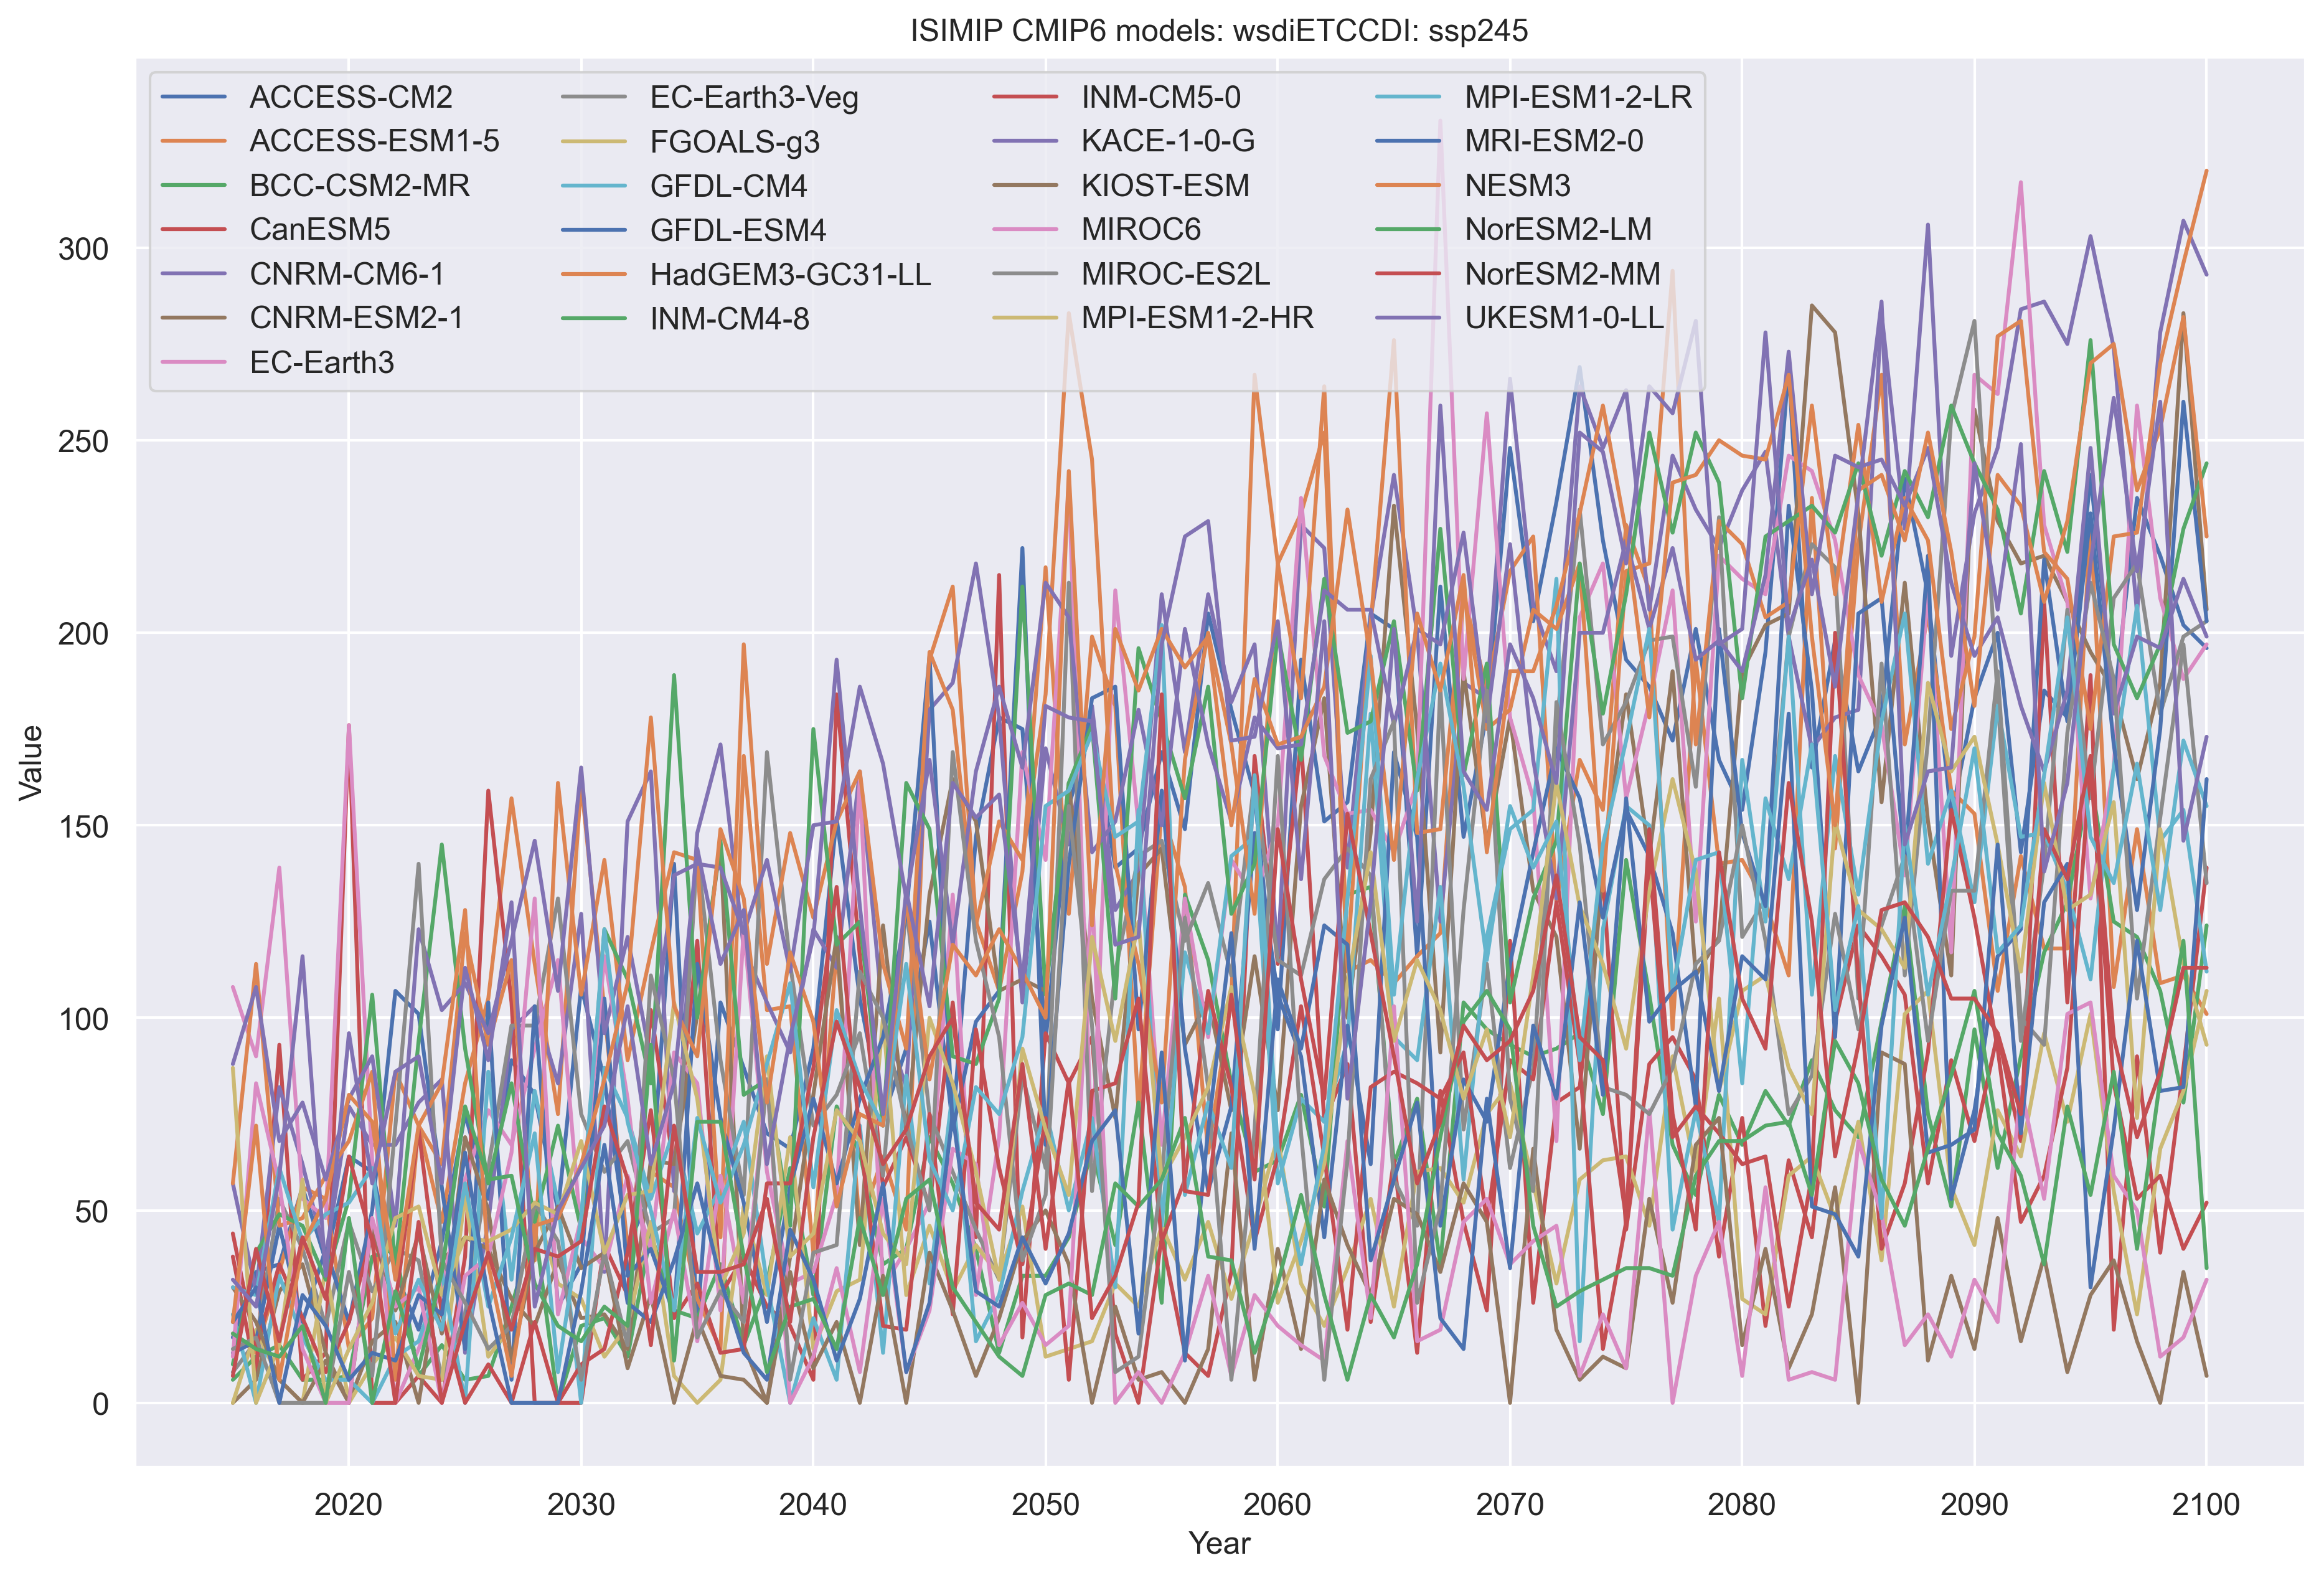 ISIMIP CMIP6 models: wsdiETCCDI: ssp245
ACCESS-CM2
ACCESS-ESM1-5
BCC-CSM2-MR
CanESM5
CNRM-CM6-1
CNRM-ESM2-1
EC-Earth3
EC-Earth3-Veg
FGOALS-g3
GFDL-CM4
GFDL-ESM4
HadGEM3-GC31-LL
INM-CM4-8
INM-CM5-0
KACE-1-0-G
KIOST-ESM
MIROC6
MIROC-ES2L
MPI-ESM1-2-HR
MPI-ESM1-2-LR
MRI-ESM2-0
NESM3
NorESM2-LM
NorESM2-MM
UKESM1-0-LL
300
250
200
150
100
50
0
Value
2020 2030 2040 2050 2060 2070 2080 2090 2100
Year